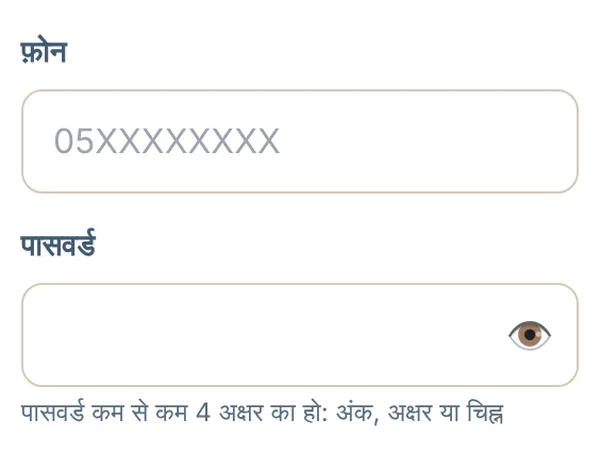 फ़ोन
05XXXXXXXX
पासवर्ड
पासवर्ड कम से कम 4 अक्षर का हो: अंक, अक्षर या चिह्न